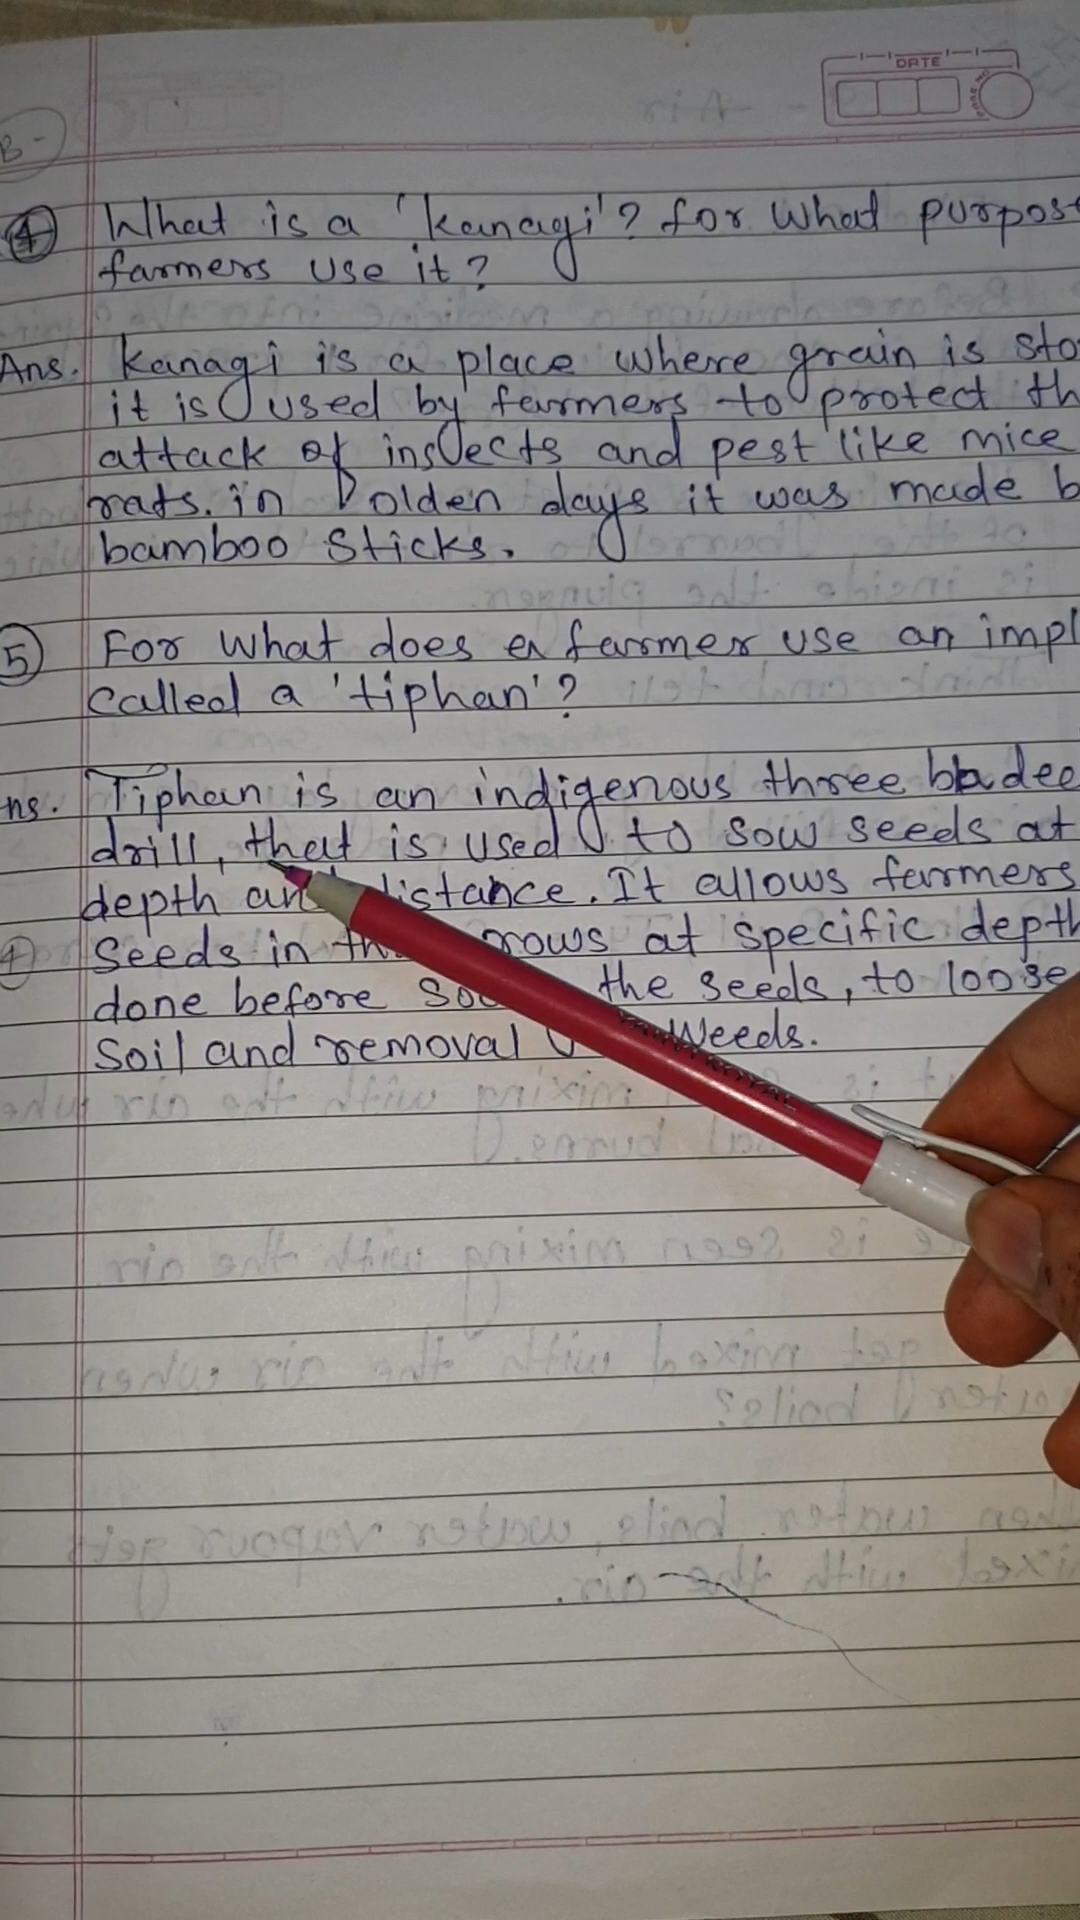 DATE
B-
4 What is a 'kanagi'? for what purpose
farmers use it?
Ans. Kanagi is a place where grain is sto
it is used by farmers to protect th
attack of insects and pest like mice
rats. in olden days it was made b
bamboo sticks.
5 For what does a farmer use an impl
called a 'tiphan'?
ns. Tiphan is an indigenous three bladed
drill, that is used to sow seeds at
depth and distance. It allows farmers
Seeds in rows at specific depth
done before the seeds, to loose
Soil and removal Weeds.